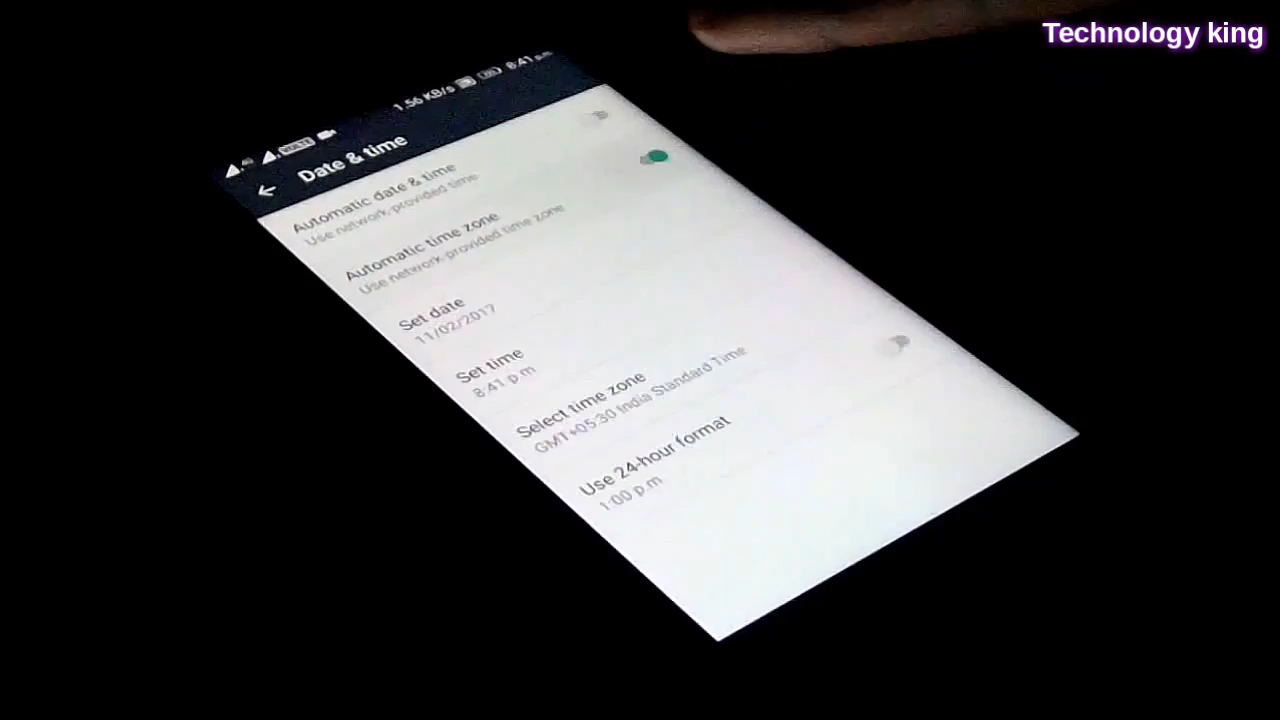 Technology king
1.56 KB/s 8:41 p.m
VOLTE
Date & time
Automatic date & time
Use network-provided time
Automatic time zone
Use network-provided time zone
Set date
11/02/2017
Set time
8:41 p.m
Select time zone
GMT+05:30 India Standard Time
Use 24-hour format
1:00 p.m